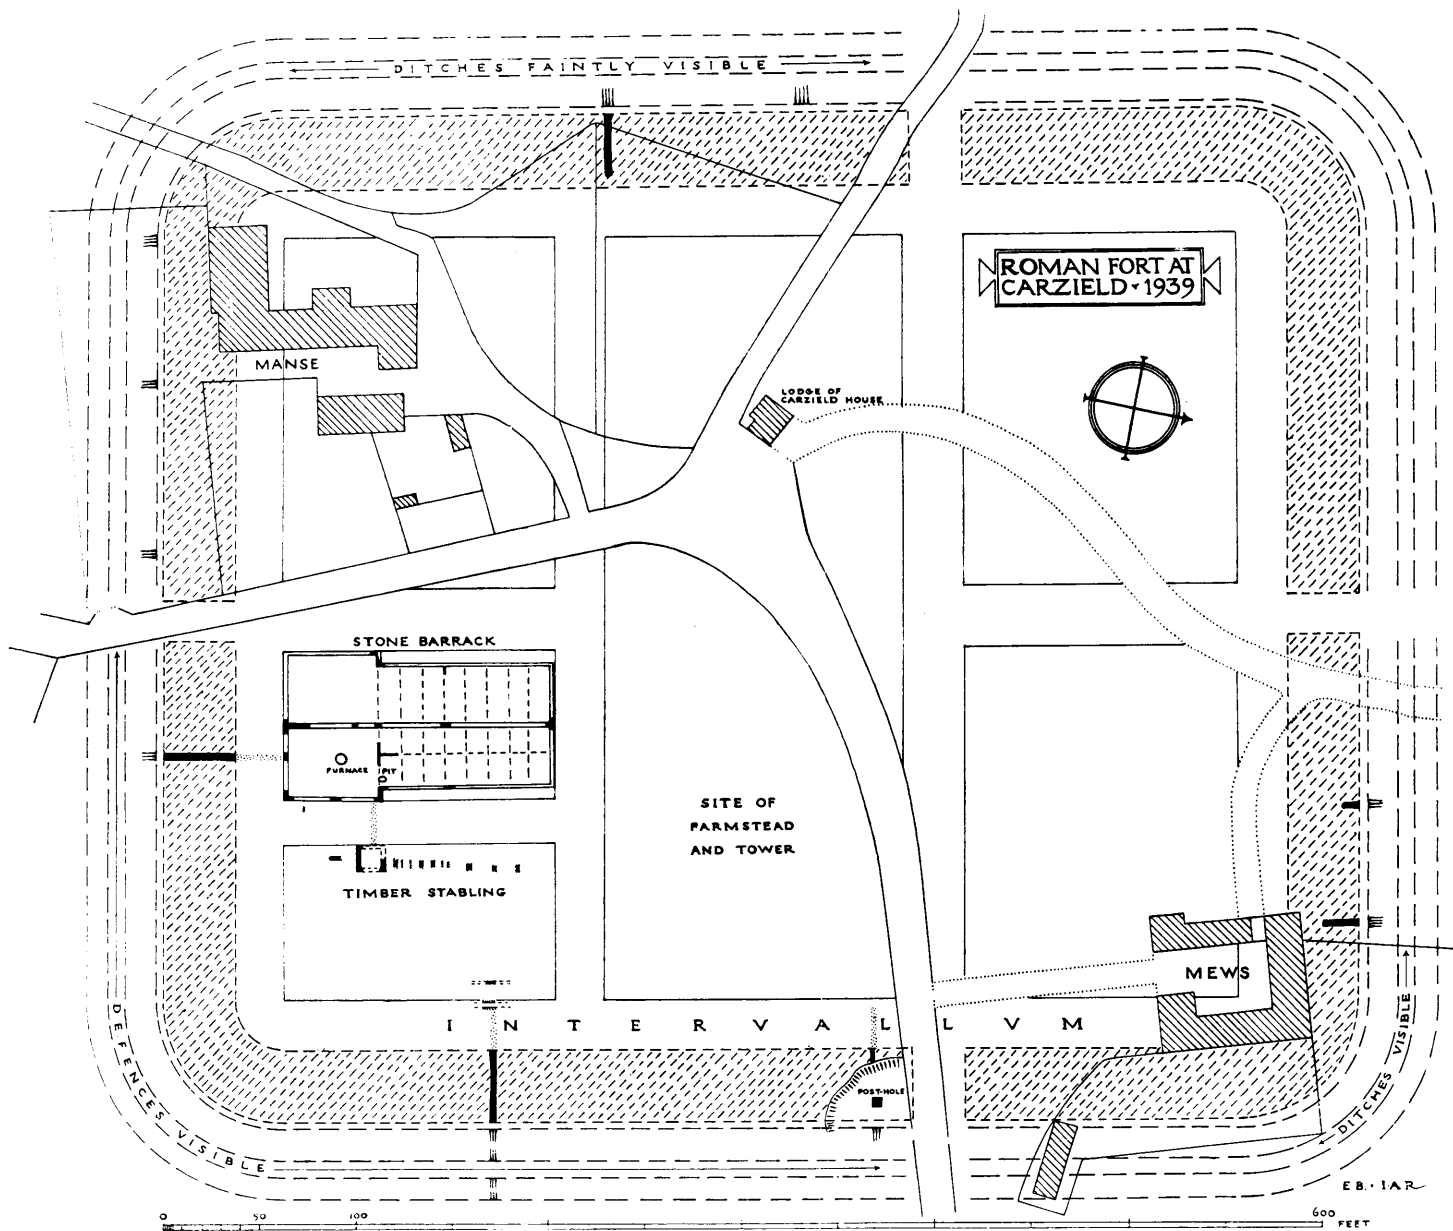 DITCHES FAINTLY VISIBLE
ROMAN FORT AT
CARZIELD · 1939
MANSE
LODGE OF
CARZIELD HOUSE
STONE BARRACK
FURNACE
PIT
SITE OF
FARMSTEAD
AND TOWER
TIMBER STABLING
MEWS
INTERVALLVM
POST-HOLE
DEFENCES VISIBLE
DITCHES VISIBLE
E.B. · I.A.R.
0 50 100 600
FEET